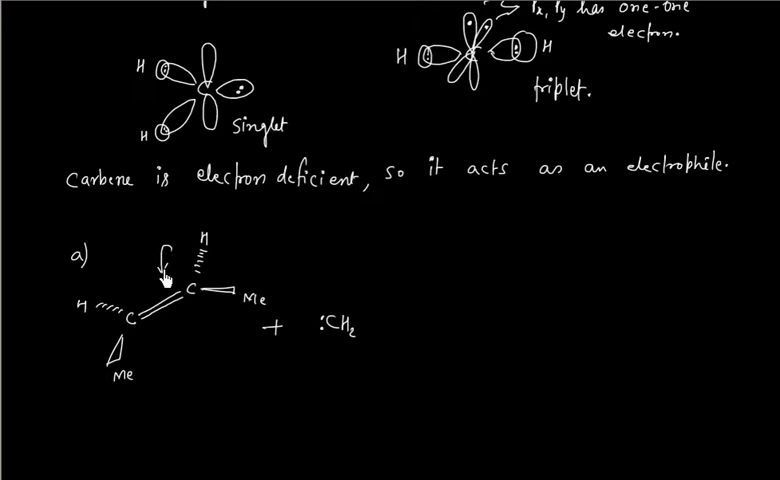 Px, Py has one-one
electron.
H
H
Singlet
H
C
H
triplet.
Carbene is electron deficient, so it acts as an electrophile.
a)
H
C
Me
H
C
Me
+ :CH2